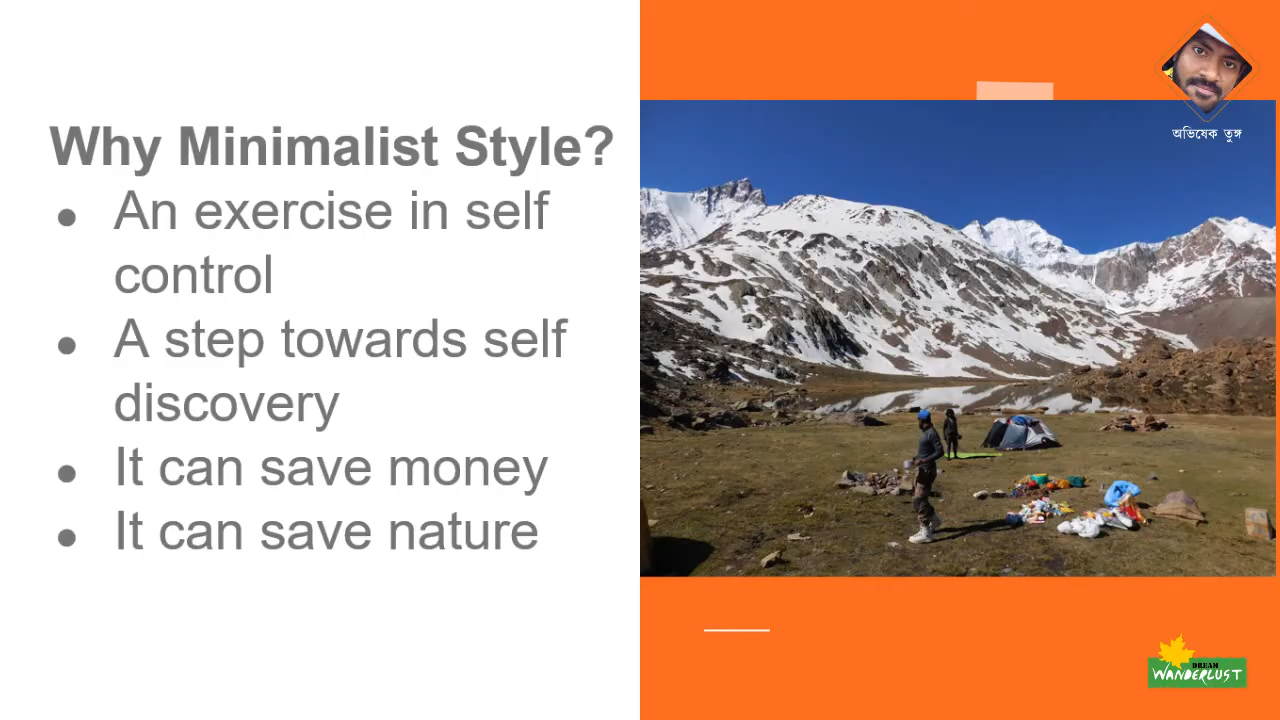 Why Minimalist Style?
● An exercise in self
control
● A step towards self
discovery
● It can save money
● It can save nature
অভিষেক তুঙ্গ
DREAM
WANDERLUST